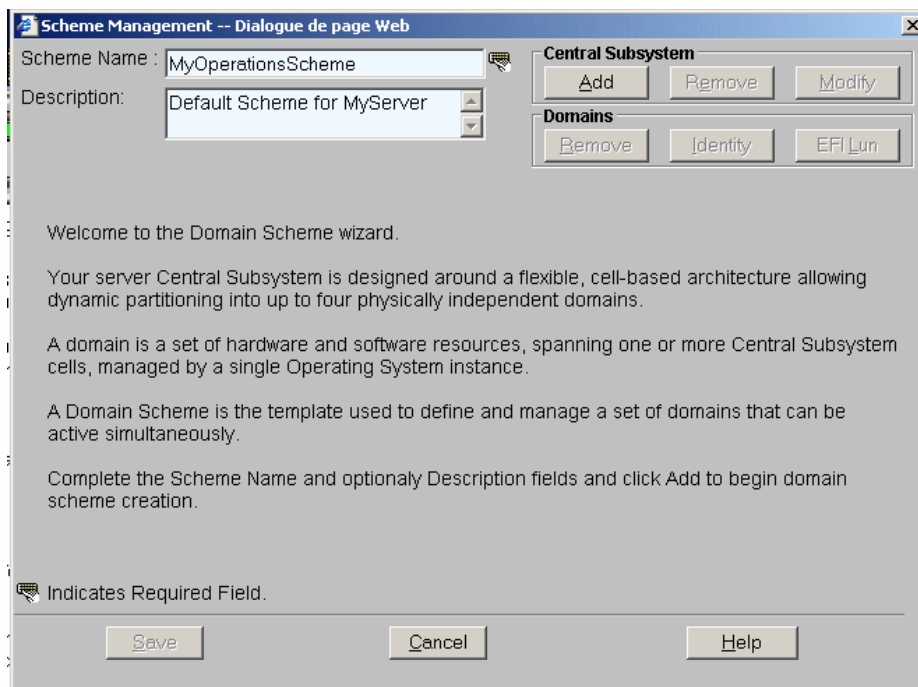 Scheme Management -- Dialogue de page Web
Scheme Name :
MyOperationsScheme
Description:
Default Scheme for MyServer
Central Subsystem
Add
Remove
Modify
Domains
Remove
Identity
EFI Lun
Welcome to the Domain Scheme wizard.
Your server Central Subsystem is designed around a flexible, cell-based architecture allowing
dynamic partitioning into up to four physically independent domains.
A domain is a set of hardware and software resources, spanning one or more Central Subsystem
cells, managed by a single Operating System instance.
A Domain Scheme is the template used to define and manage a set of domains that can be
active simultaneously.
Complete the Scheme Name and optionaly Description fields and click Add to begin domain
scheme creation.
Indicates Required Field.
Save
Cancel
Help